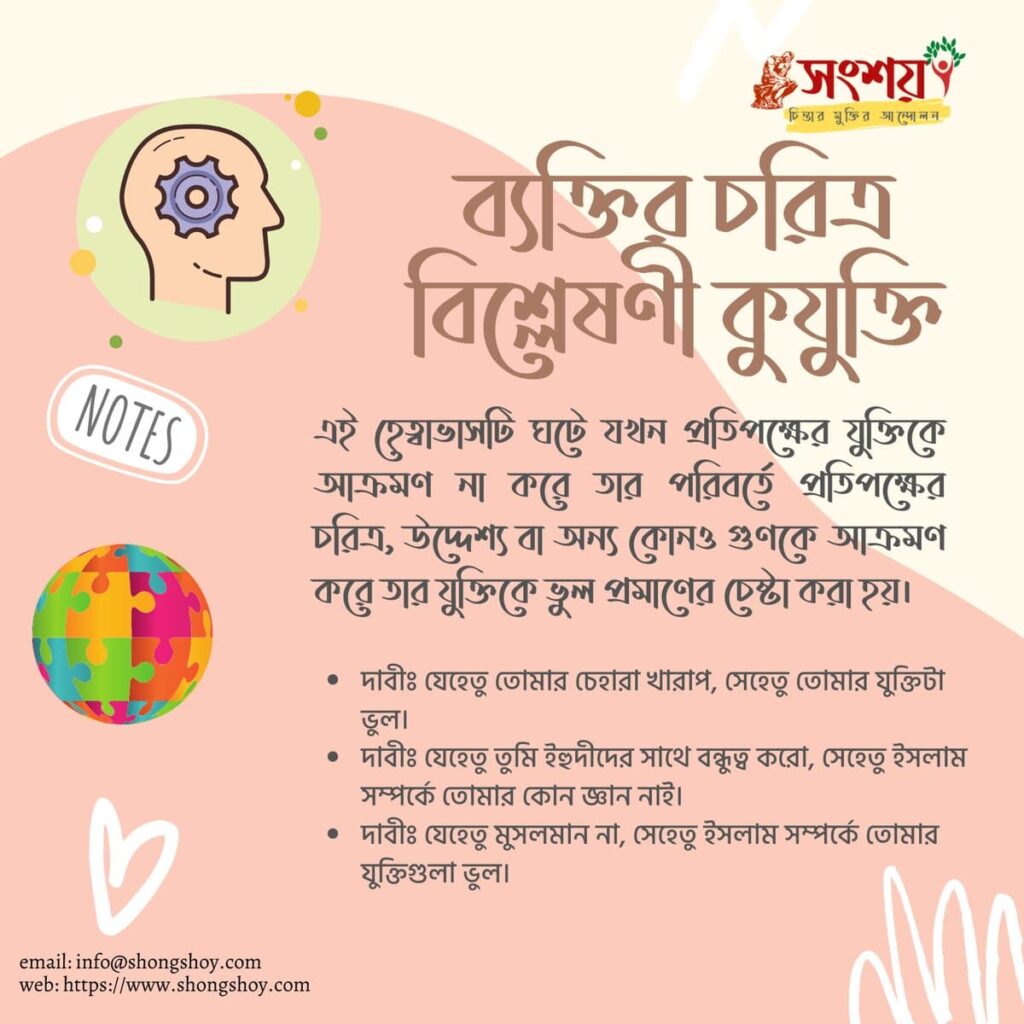 সংশয়
চিন্তার মুক্তির আন্দোলন
ব্যক্তির চরিত্র
বিশ্লেষণী কুযুক্তি
NOTES
এই হেত্বাভাসটি ঘটে যখন প্রতিপক্ষের যুক্তিকে
আক্রমণ না করে তার পরিবর্তে প্রতিপক্ষের
চরিত্র, উদ্দেশ্য বা অন্য কোনও গুণকে আক্রমণ
করে তার যুক্তিকে ভুল প্রমাণের চেষ্টা করা হয়।
• দাবীঃ যেহেতু তোমার চেহারা খারাপ, সেহেতু তোমার যুক্তিটা
ভুল।
• দাবীঃ যেহেতু তুমি ইহুদীদের সাথে বন্ধুত্ব করো, সেহেতু ইসলাম
সম্পর্কে তোমার কোন জ্ঞান নাই।
• দাবীঃ যেহেতু মুসলমান না, সেহেতু ইসলাম সম্পর্কে তোমার
যুক্তিগুলা ভুল।
email: info@shongshoy.com
web: https://www.shongshoy.com